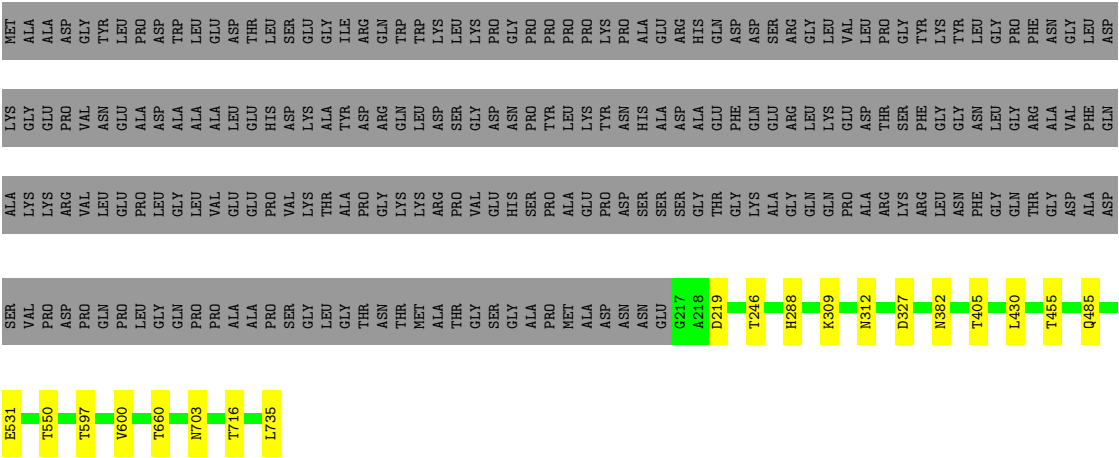 MET ALA ALA ASP GLY TYR LEU PRO ASP TRP LEU GLU ASP THR LEU SER GLU GLY ILE ARG GLN TRP TRP LYS LEU LYS PRO GLY PRO PRO PRO PRO LYS PRO ALA GLU ARG HIS GLN ASP ASP SER ARG GLY LEU VAL LEU PRO GLY TYR LYS TYR LEU GLY PRO PHE ASN GLY LEU ASP
LYS GLY GLU PRO VAL ASN GLU ALA ASP ALA ALA ALA LEU GLU HIS ASP LYS ALA TYR ASP ARG GLN LEU ASP SER GLY ASP ASN PRO TYR LEU LYS TYR ASN HIS ALA ASP ALA GLU PHE GLN GLU ARG LEU LYS GLU ASP THR SER PHE GLY GLY ASN LEU GLY ARG ALA VAL PHE GLN
ALA LYS LYS ARG VAL LEU GLU PRO LEU GLY LEU VAL GLU GLU PRO VAL LYS THR ALA PRO GLY LYS LYS ARG PRO VAL GLU HIS SER PRO ALA GLU PRO ASP SER SER SER GLY THR GLY LYS ALA GLY GLN GLN PRO ALA ARG LYS ARG LEU ASN PHE GLY GLN THR GLY ASP ALA ASP
SER VAL PRO ASP PRO GLN PRO LEU GLY GLN PRO PRO ALA ALA PRO SER GLY LEU GLY THR ASN THR MET ALA THR GLY SER GLY ALA PRO MET ALA ASP ASN ASN GLU G217 A218 D219 T246 H288 K309 N312 D327 N382 T405 L430 T455 Q485
E531 T550 T597 V600 T660 N703 T716 L735